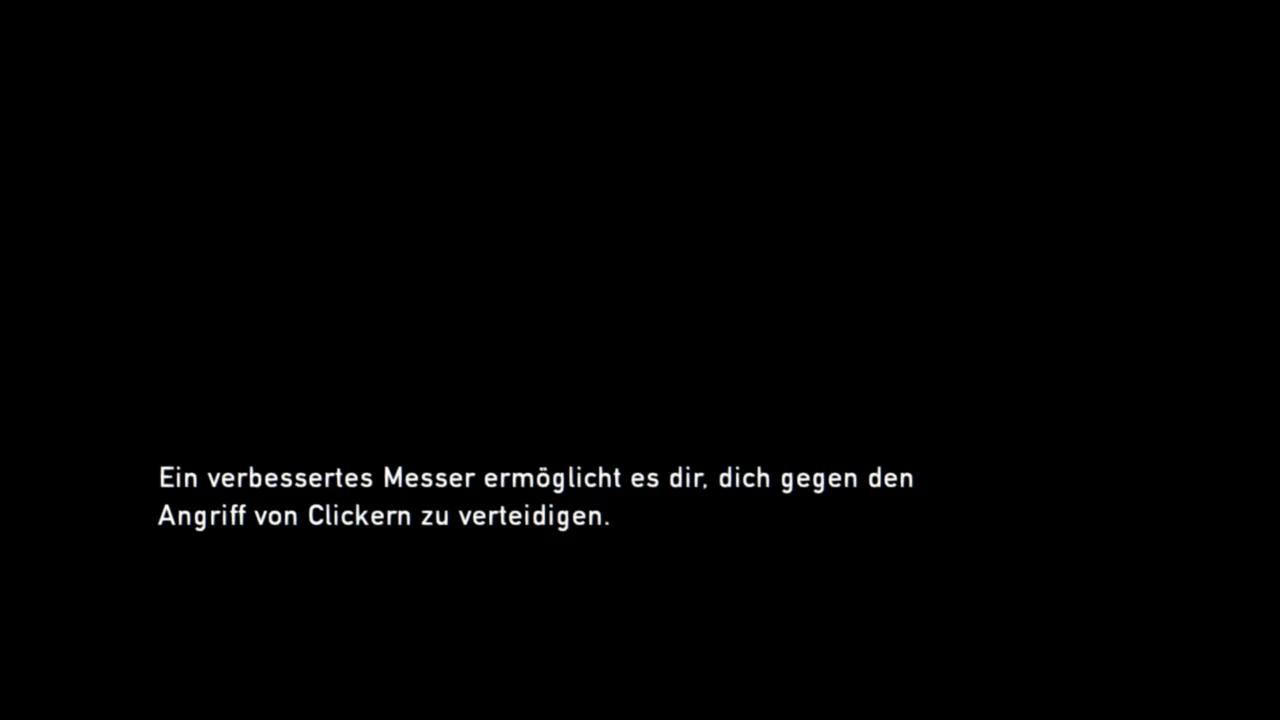 Ein verbessertes Messer ermöglicht es dir, dich gegen den
Angriff von Clickern zu verteidigen.